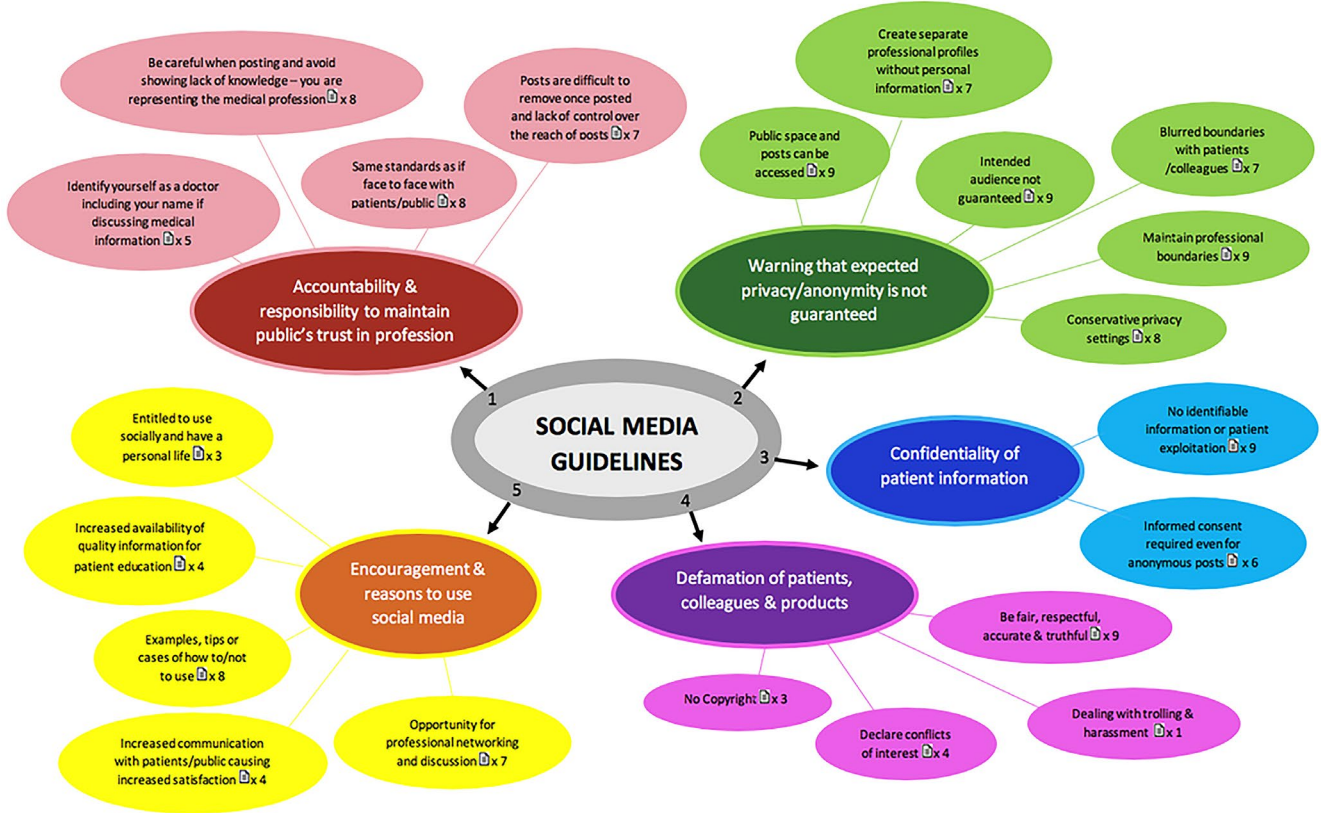 SOCIAL MEDIA
GUIDELINES
1
Accountability &
responsibility to maintain
public’s trust in profession
Be careful when posting and avoid
showing lack of knowledge – you are
representing the medical profession x 8
Posts are difficult to
remove once posted
and lack of control over
the reach of posts x 7
Same standards as if
face to face with
patients/public x 8
Identify yourself as a doctor
including your name if
discussing medical
information x 5
2
Warning that expected
privacy/anonymity is not
guaranteed
Create separate
professional profiles
without personal
information x 7
Public space and
posts can be
accessed x 9
Intended
audience not
guaranteed x 9
Blurred boundaries
with patients
/colleagues x 7
Maintain professional
boundaries x 9
Conservative privacy
settings x 8
3
Confidentiality of
patient information
No identifiable
information or patient
exploitation x 9
Informed consent
required even for
anonymous posts x 6
4
Defamation of patients,
colleagues & products
Be fair, respectful,
accurate & truthful x 9
Dealing with trolling &
harassment x 1
Declare conflicts
of interest x 4
No Copyright x 3
5
Encouragement &
reasons to use
social media
Entitled to use
socially and have a
personal life x 3
Increased availability of
quality information for
patient education x 4
Examples, tips or
cases of how to/not
to use x 8
Increased communication
with patients/public causing
increased satisfaction x 4
Opportunity for
professional networking
and discussion x 7